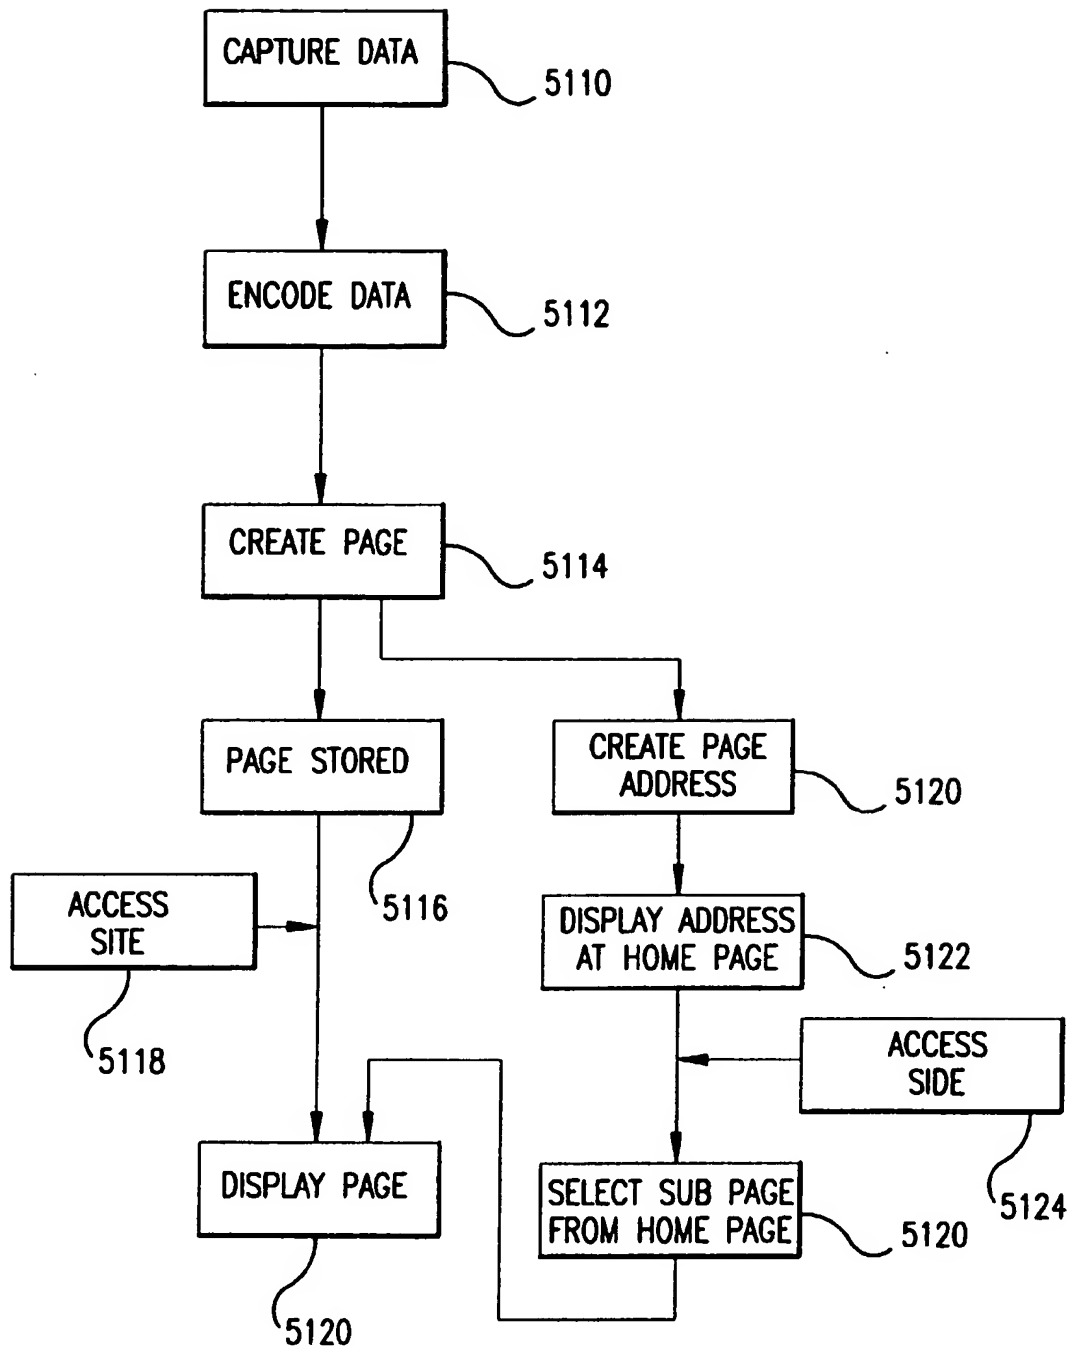 CAPTURE DATA
5110
ENCODE DATA
5112
CREATE PAGE
5114
PAGE STORED
5116
CREATE PAGE
ADDRESS
5120
ACCESS
SITE
5118
DISPLAY ADDRESS
AT HOME PAGE
5122
ACCESS
SIDE
5124
DISPLAY PAGE
5120
SELECT SUB PAGE
FROM HOME PAGE
5120